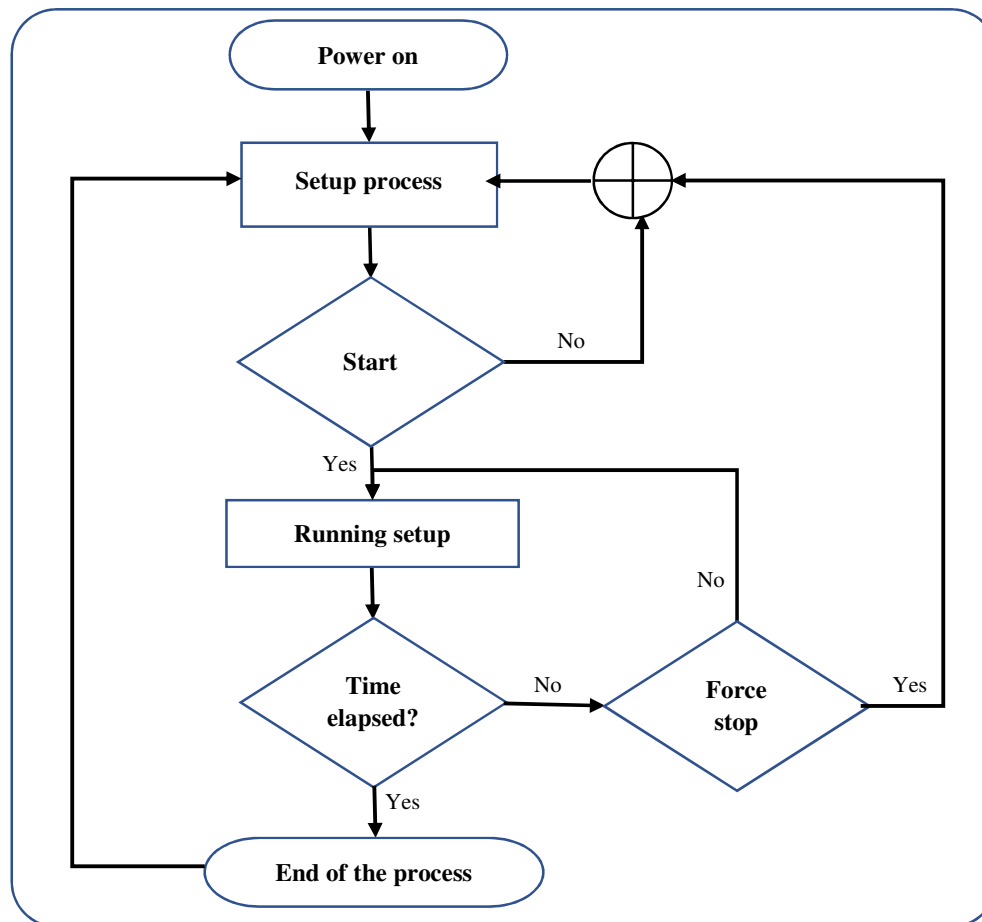 Power on
Setup process
Start
No
Yes
Running setup
No
Time
elapsed?
No
Force
stop
Yes
Yes
End of the process